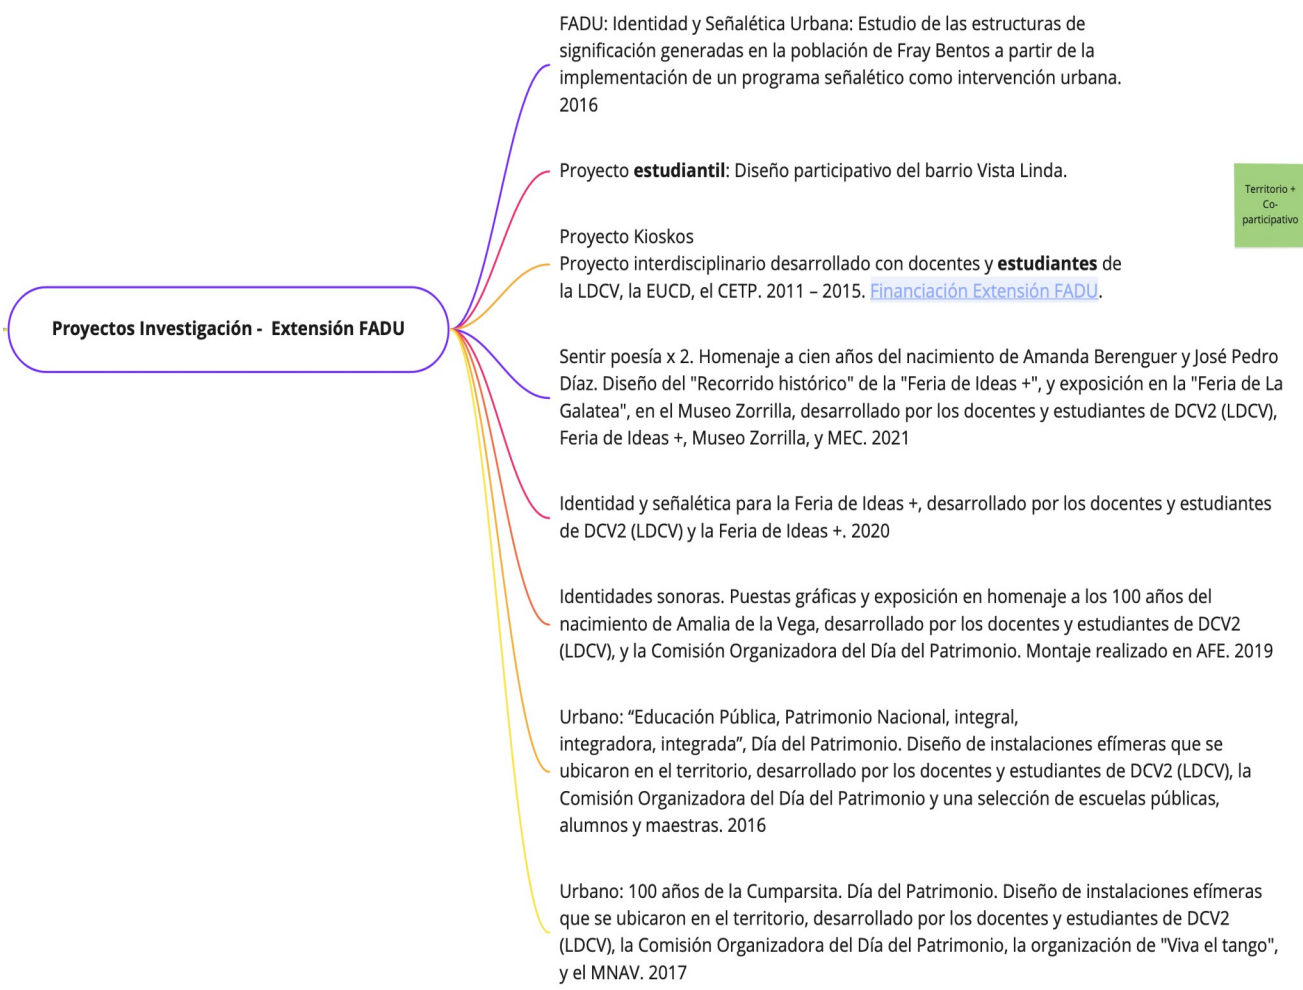 FADU: Identidad y Señalética Urbana: Estudio de las estructuras de
significación generadas en la población de Fray Bentos a partir de la
implementación de un programa señalético como intervención urbana.
2016
Proyecto estudiantil: Diseño participativo del barrio Vista Linda.
Territorio +
Co-
participativo
Proyecto Kioskos
Proyecto interdisciplinario desarrollado con docentes y estudiantes de
la LDCV, la EUCD, el CETP. 2011 – 2015. Financiación Extensión FADU.
Proyectos Investigación -  Extensión FADU
Sentir poesía x 2. Homenaje a cien años del nacimiento de Amanda Berenguer y José Pedro
Díaz. Diseño del "Recorrido histórico" de la "Feria de Ideas +", y exposición en la "Feria de La
Galatea", en el Museo Zorrilla, desarrollado por los docentes y estudiantes de DCV2 (LDCV),
Feria de Ideas +, Museo Zorrilla, y MEC. 2021
Identidad y señalética para la Feria de Ideas +, desarrollado por los docentes y estudiantes
de DCV2 (LDCV) y la Feria de Ideas +. 2020
Identidades sonoras. Puestas gráficas y exposición en homenaje a los 100 años del
nacimiento de Amalia de la Vega, desarrollado por los docentes y estudiantes de DCV2
(LDCV), y la Comisión Organizadora del Día del Patrimonio. Montaje realizado en AFE. 2019
Urbano: “Educación Pública, Patrimonio Nacional, integral,
integradora, integrada”, Día del Patrimonio. Diseño de instalaciones efímeras que se
ubicaron en el territorio, desarrollado por los docentes y estudiantes de DCV2 (LDCV), la
Comisión Organizadora del Día del Patrimonio y una selección de escuelas públicas,
alumnos y maestras. 2016
Urbano: 100 años de la Cumparsita. Día del Patrimonio. Diseño de instalaciones efímeras
que se ubicaron en el territorio, desarrollado por los docentes y estudiantes de DCV2
(LDCV), la Comisión Organizadora del Día del Patrimonio, la organización de "Viva el tango",
y el MNAV. 2017